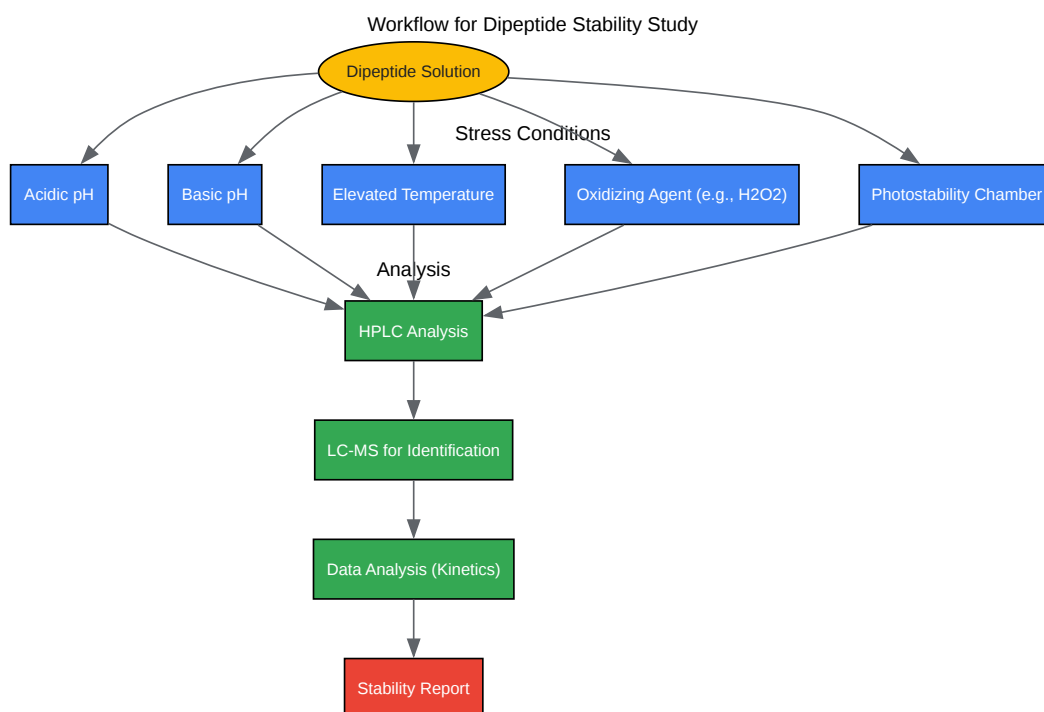 Workflow for Dipeptide Stability Study
Dipeptide Solution
Stress Conditions
Acidic pH
Basic pH
Elevated Temperature
Oxidizing Agent (e.g., H2O2)
Photostability Chamber
Analysis
HPLC Analysis
LC-MS for Identification
Data Analysis (Kinetics)
Stability Report